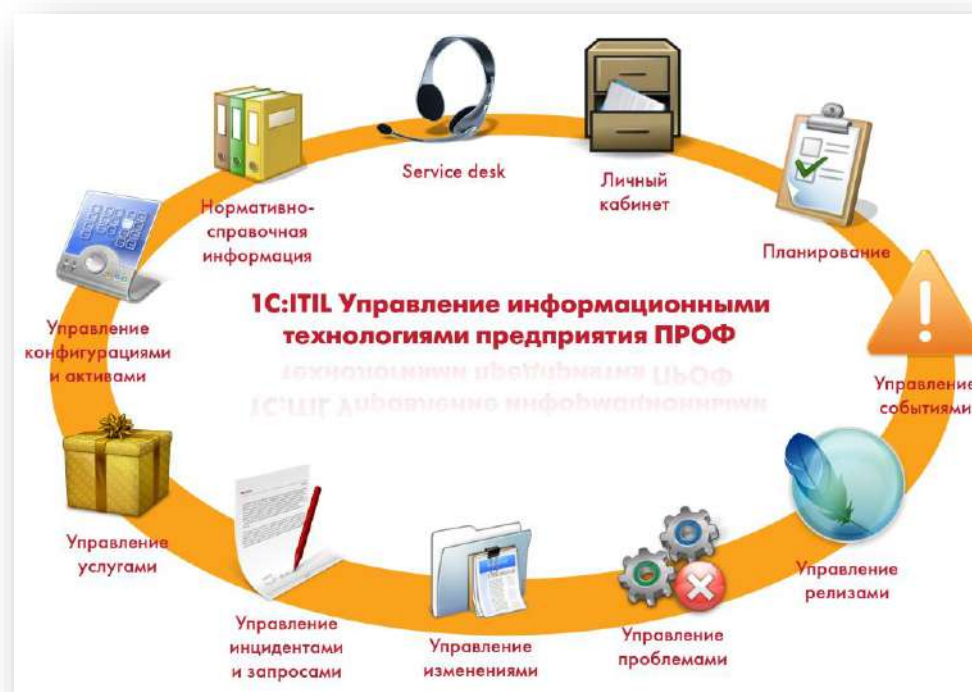 Service desk
Личный
кабинет
Планирование
Управление
событиями
Управление
релизами
Управление
проблемами
Управление
изменениями
Управление
инцидентами
и запросами
Управление
услугами
Управление
конфигурациями
и активами
Нормативно-
справочная
информация
1С:ITIL Управление информационными
технологиями предприятия ПРОФ